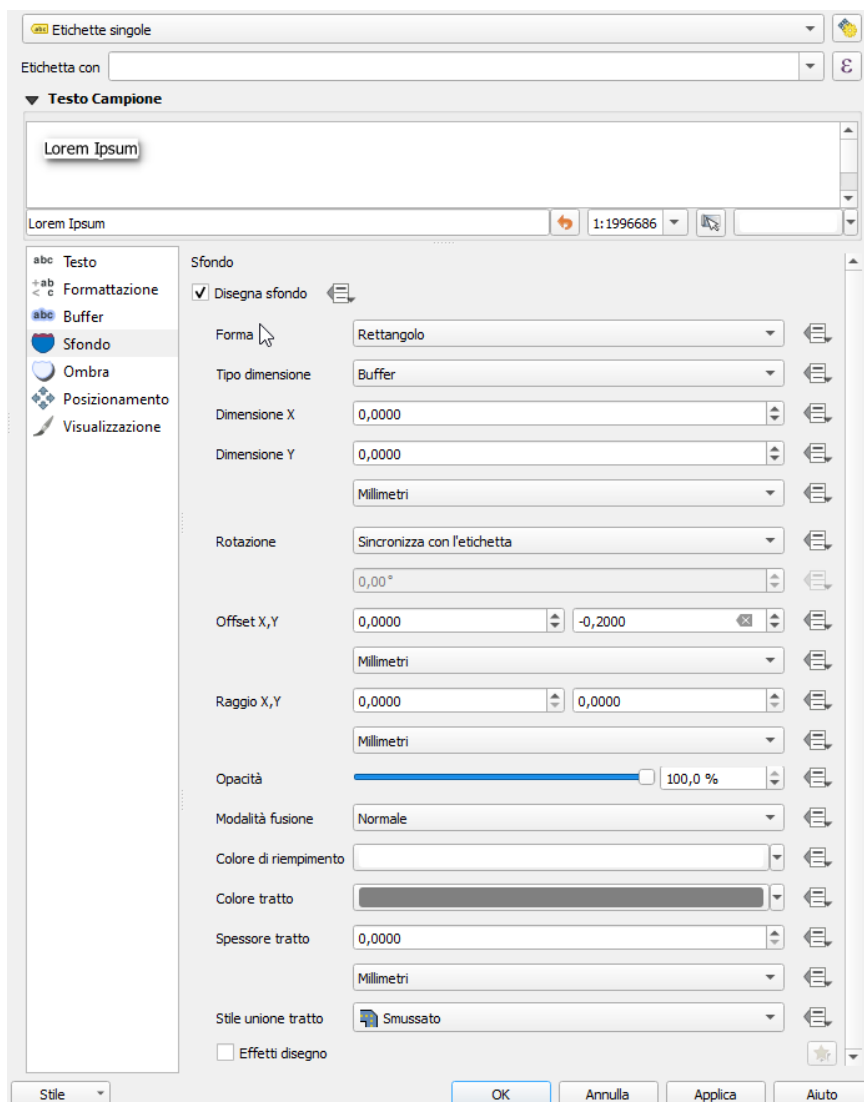 abc Etichette singole
Etichetta con ε
Testo Campione
Lorem Ipsum
Lorem Ipsum 1:1996686
abc Testo
+ab < c Formattazione
abc Buffer
Sfondo
Ombra
Posizionamento
Visualizzazione
Sfondo
Disegna sfondo
Forma Rettangolo
Tipo dimensione Buffer
Dimensione X 0,0000
Dimensione Y 0,0000
Millimetri
Rotazione Sincronizza con l'etichetta
0,00°
Offset X,Y 0,0000 -0,2000
Millimetri
Raggio X,Y 0,0000 0,0000
Millimetri
Opacità 100,0 %
Modalità fusione Normale
Colore di riempimento
Colore tratto
Spessore tratto 0,0000
Millimetri
Stile unione tratto Smussato
Effetti disegno
Stile OK Annulla Applica Aiuto